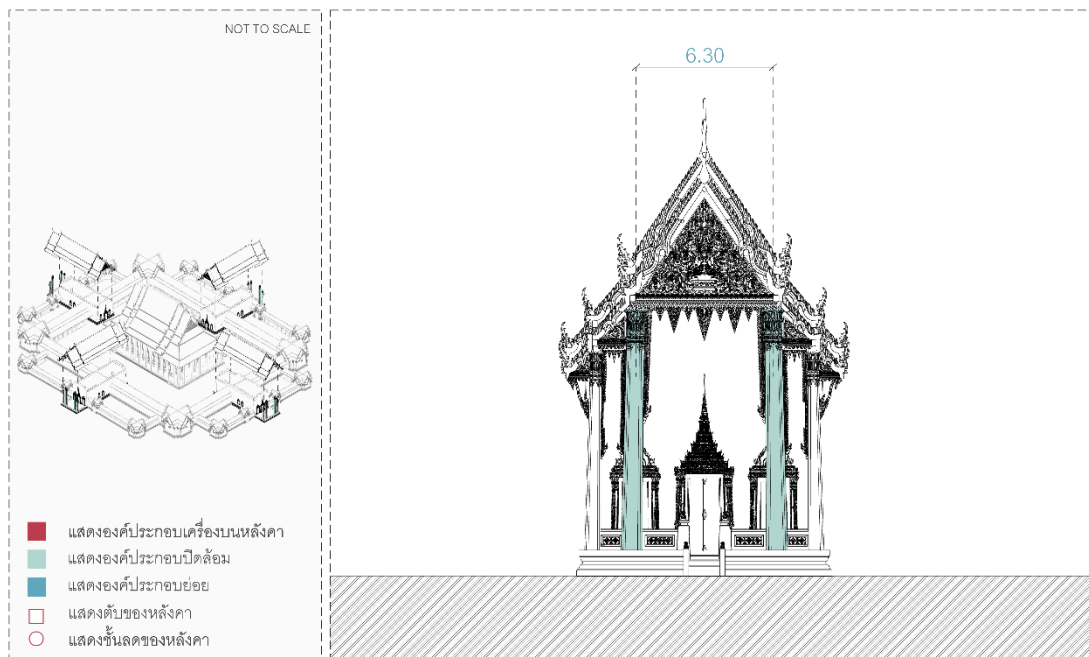 NOT TO SCALE
6.30
แสดงองค์ประกอบเครื่องบนหลังคา
แสดงองค์ประกอบปิดล้อม
แสดงองค์ประกอบย่อย
แสดงตับของหลังคา
แสดงชั้นลดของหลังคา